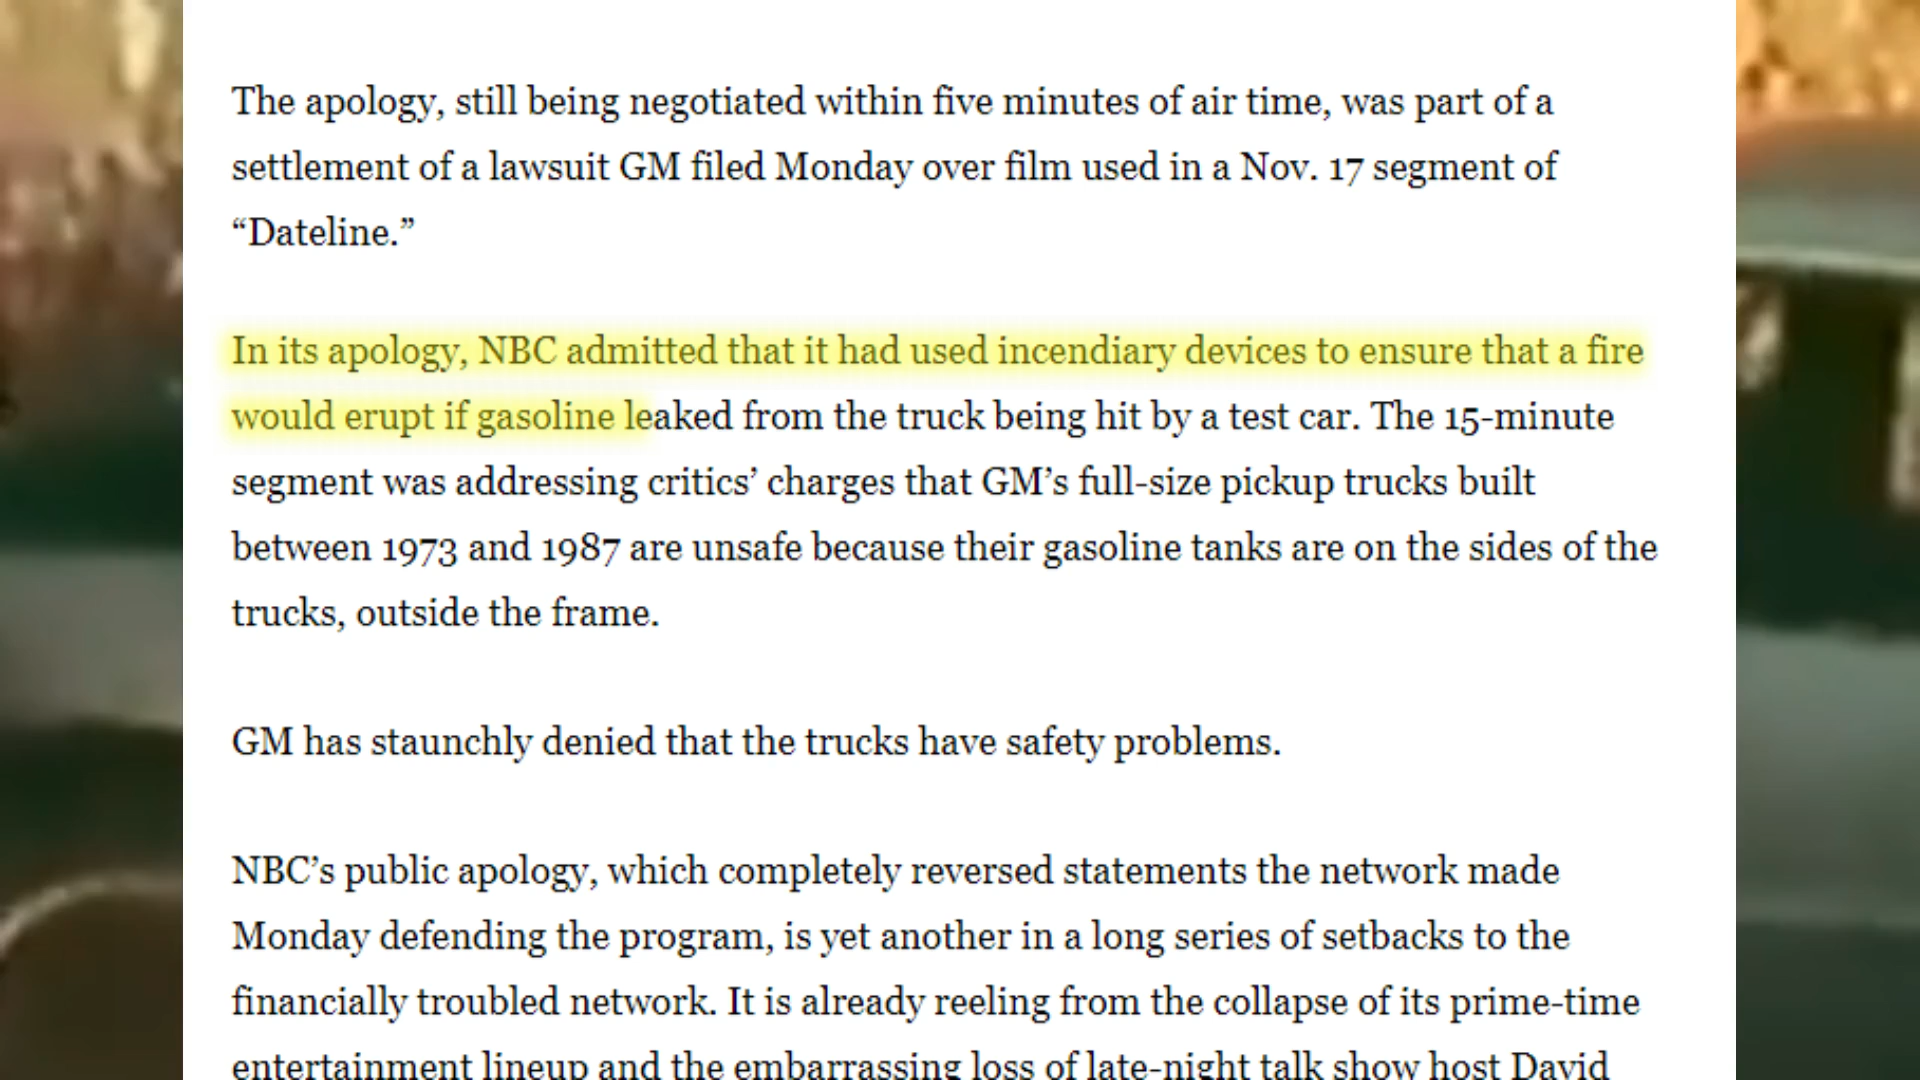 The apology, still being negotiated within five minutes of air time, was part of a
settlement of a lawsuit GM filed Monday over film used in a Nov. 17 segment of
“Dateline.”
In its apology, NBC admitted that it had used incendiary devices to ensure that a fire
would erupt if gasoline leaked from the truck being hit by a test car. The 15-minute
segment was addressing critics’ charges that GM’s full-size pickup trucks built
between 1973 and 1987 are unsafe because their gasoline tanks are on the sides of the
trucks, outside the frame.
GM has staunchly denied that the trucks have safety problems.
NBC’s public apology, which completely reversed statements the network made
Monday defending the program, is yet another in a long series of setbacks to the
financially troubled network. It is already reeling from the collapse of its prime-time
entertainment lineup and the embarrassing loss of late-night talk show host David